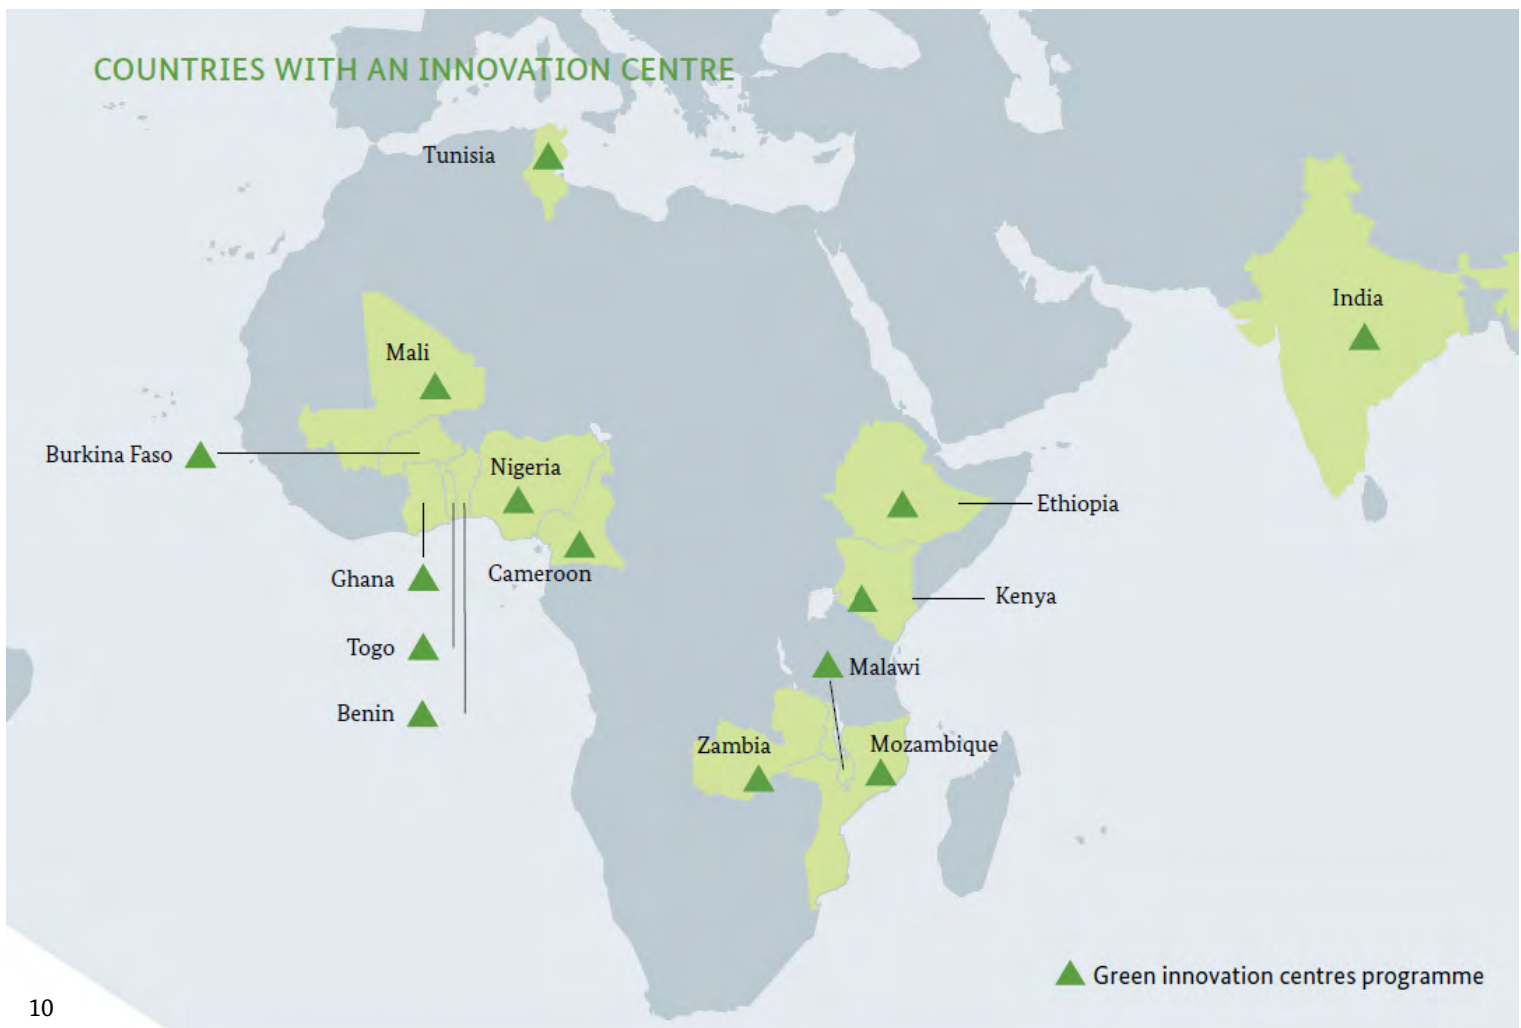 COUNTRIES WITH AN INNOVATION CENTRE
Tunisia
India
Mali
Burkina Faso
Nigeria
Ethiopia
Ghana
Cameroon
Kenya
Togo
Malawi
Benin
Zambia
Mozambique
Green innovation centres programme
10